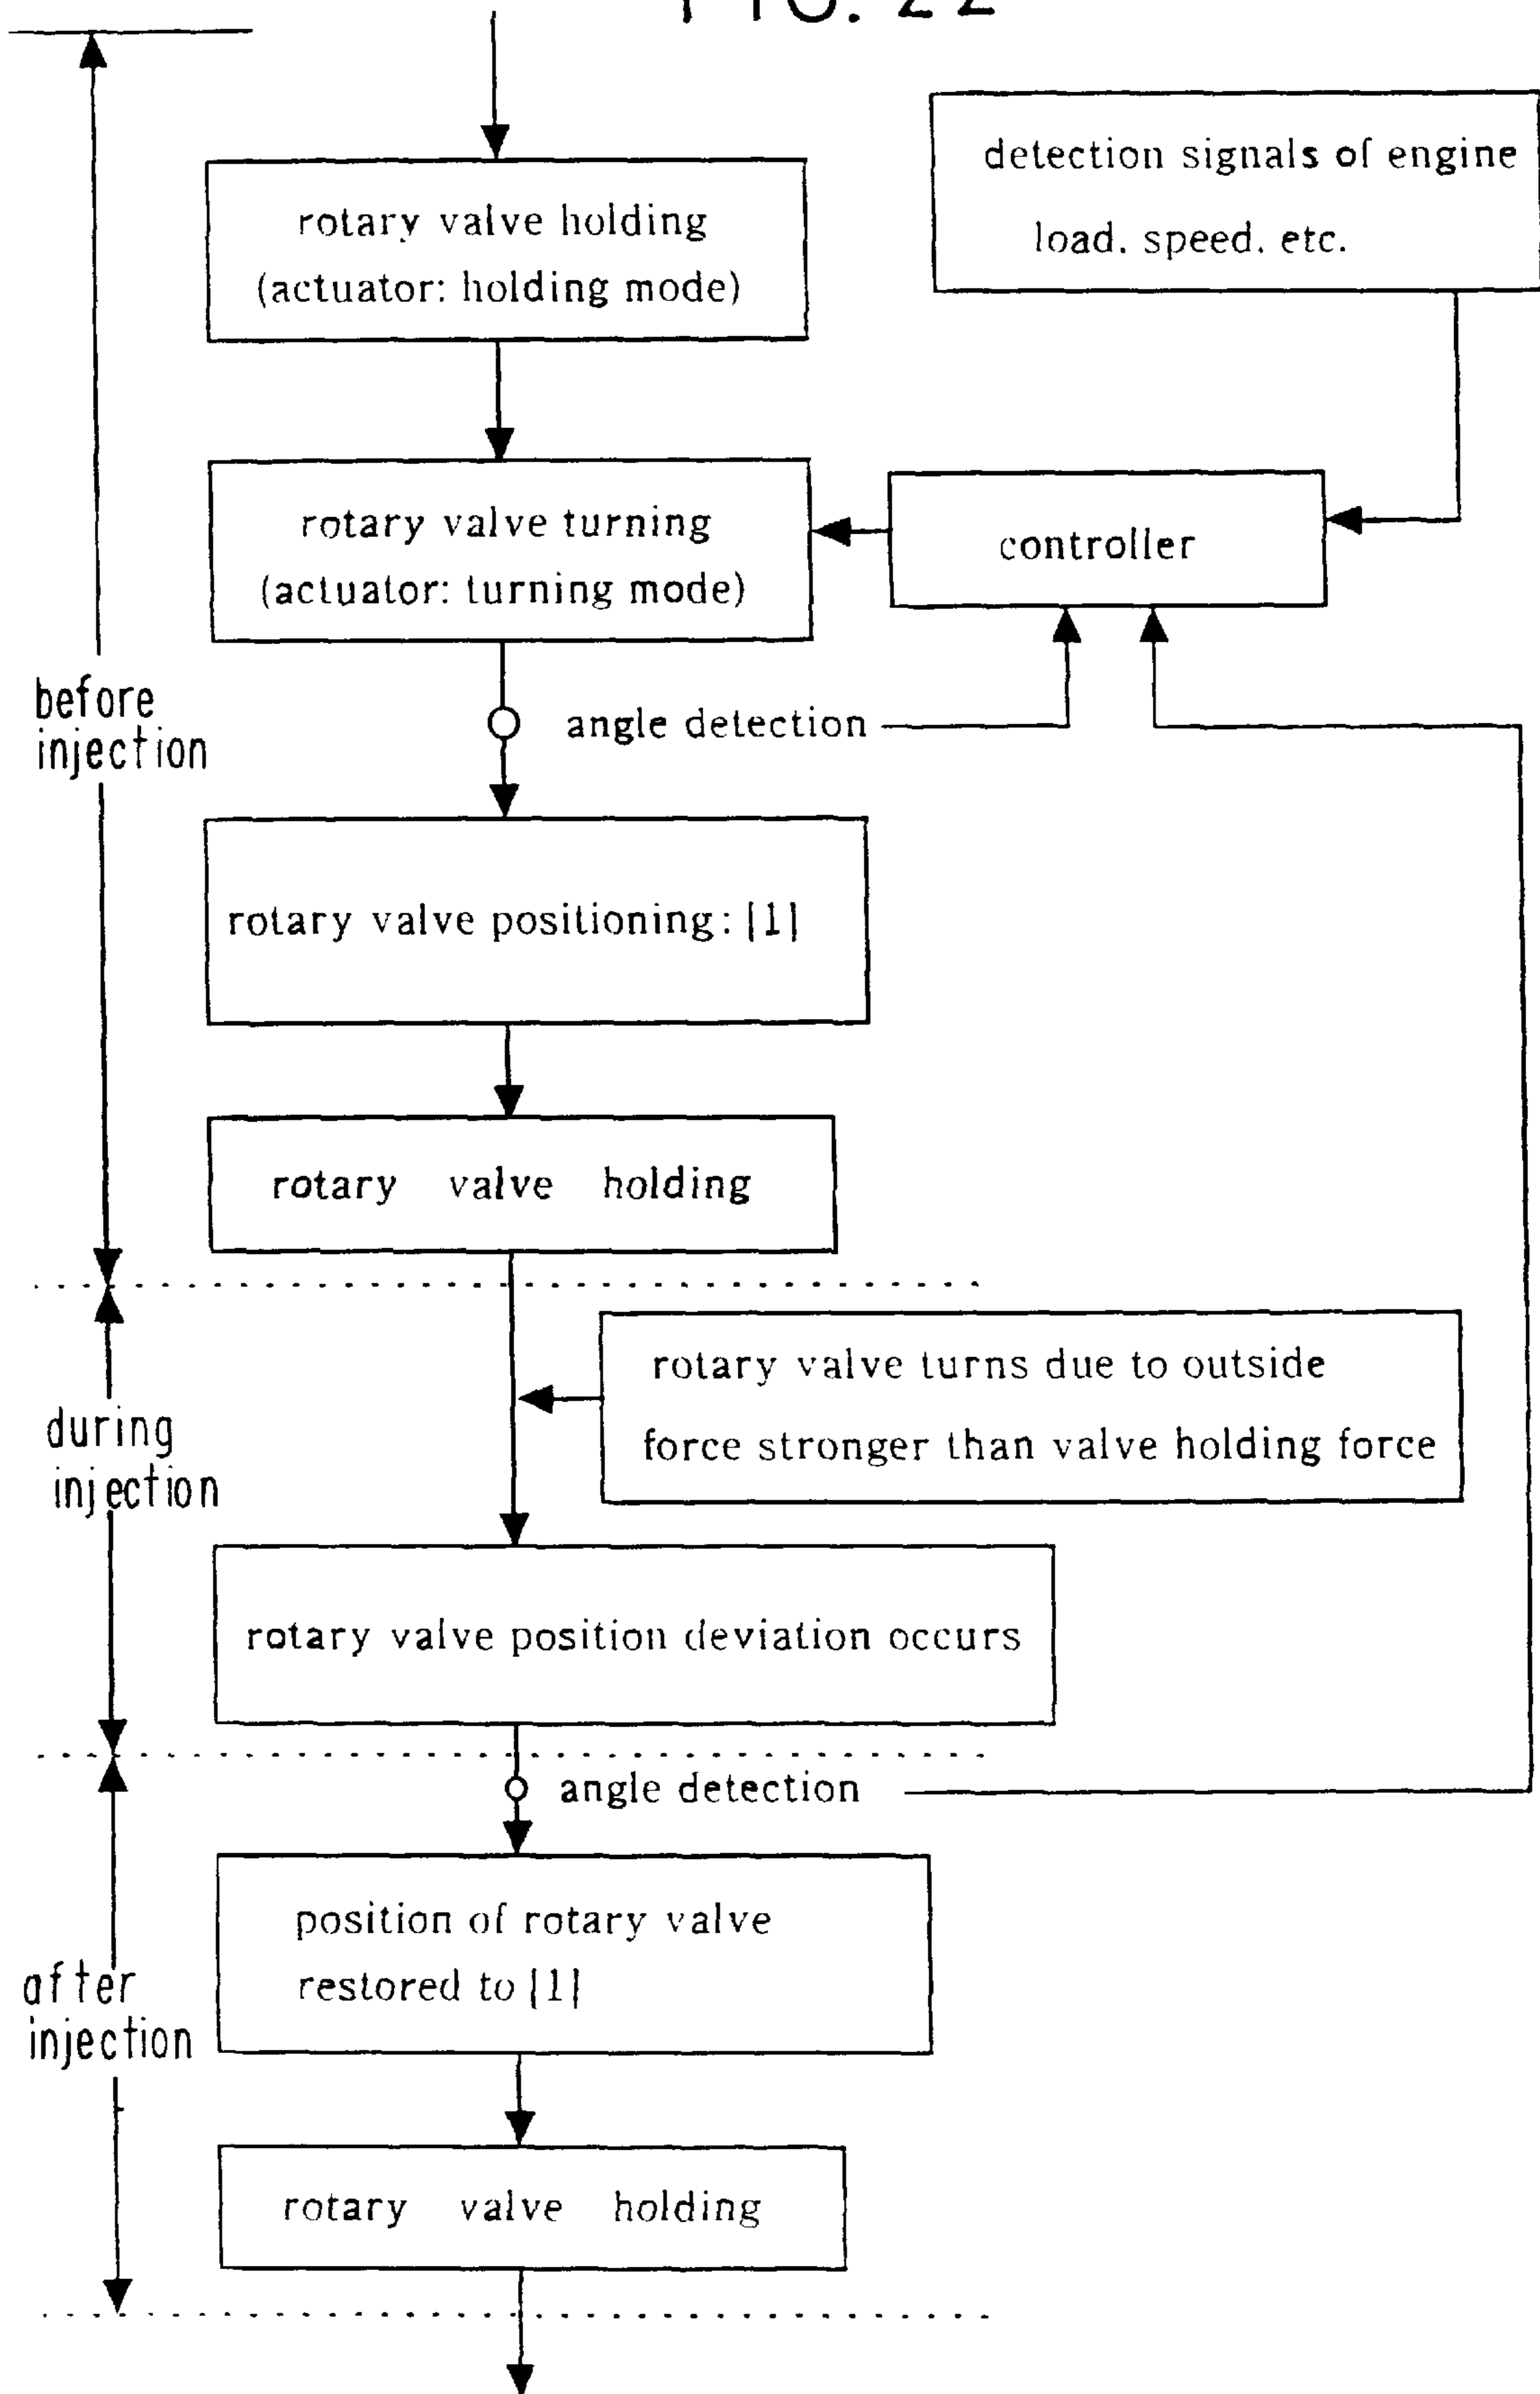 FIG. 22
rotary valve holding
(actuator: holding mode)
detection signals of engine
load. speed. etc.
rotary valve turning
(actuator: turning mode)
controller
before
injection
angle detection
rotary valve positioning: [1]
rotary valve holding
during
injection
rotary valve turns due to outside
force stronger than valve holding force
rotary valve position deviation occurs
angle detection
after
injection
position of rotary valve
restored to [1]
rotary valve holding